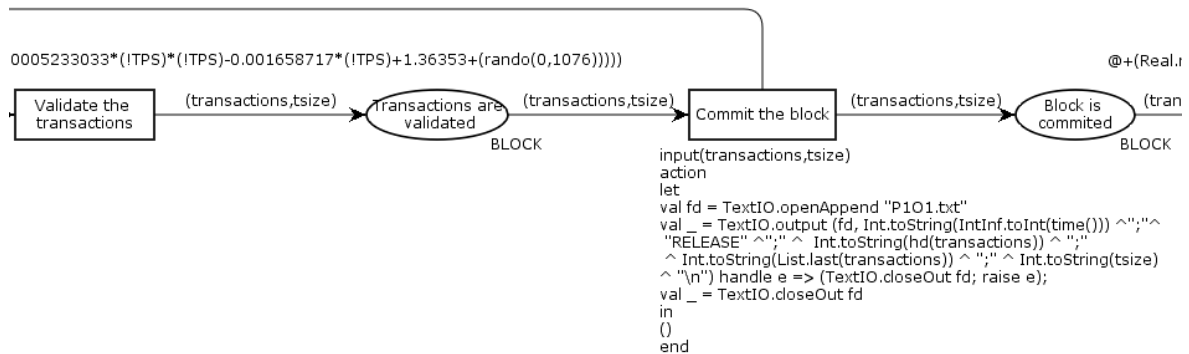 0005233033*(!TPS)*(!TPS)-0.001658717*(!TPS)+1.36353+(rando(0,1076)))))
@+(Real.r
Validate the
transactions
(transactions,tsize)
Transactions are
validated
BLOCK
(transactions,tsize)
Commit the block
(transactions,tsize)
Block is
commited
BLOCK
(tran
input(transactions,tsize)
action
let
val fd = TextIO.openAppend "P1O1.txt"
val _ = TextIO.output (fd, Int.toString(IntInf.toInt(time())) ^";"^
"RELEASE" ^";" ^ Int.toString(hd(transactions)) ^ ";"
^ Int.toString(List.last(transactions)) ^ ";" ^ Int.toString(tsize)
^ "\n") handle e => (TextIO.closeOut fd; raise e);
val _ = TextIO.closeOut fd
in
()
end